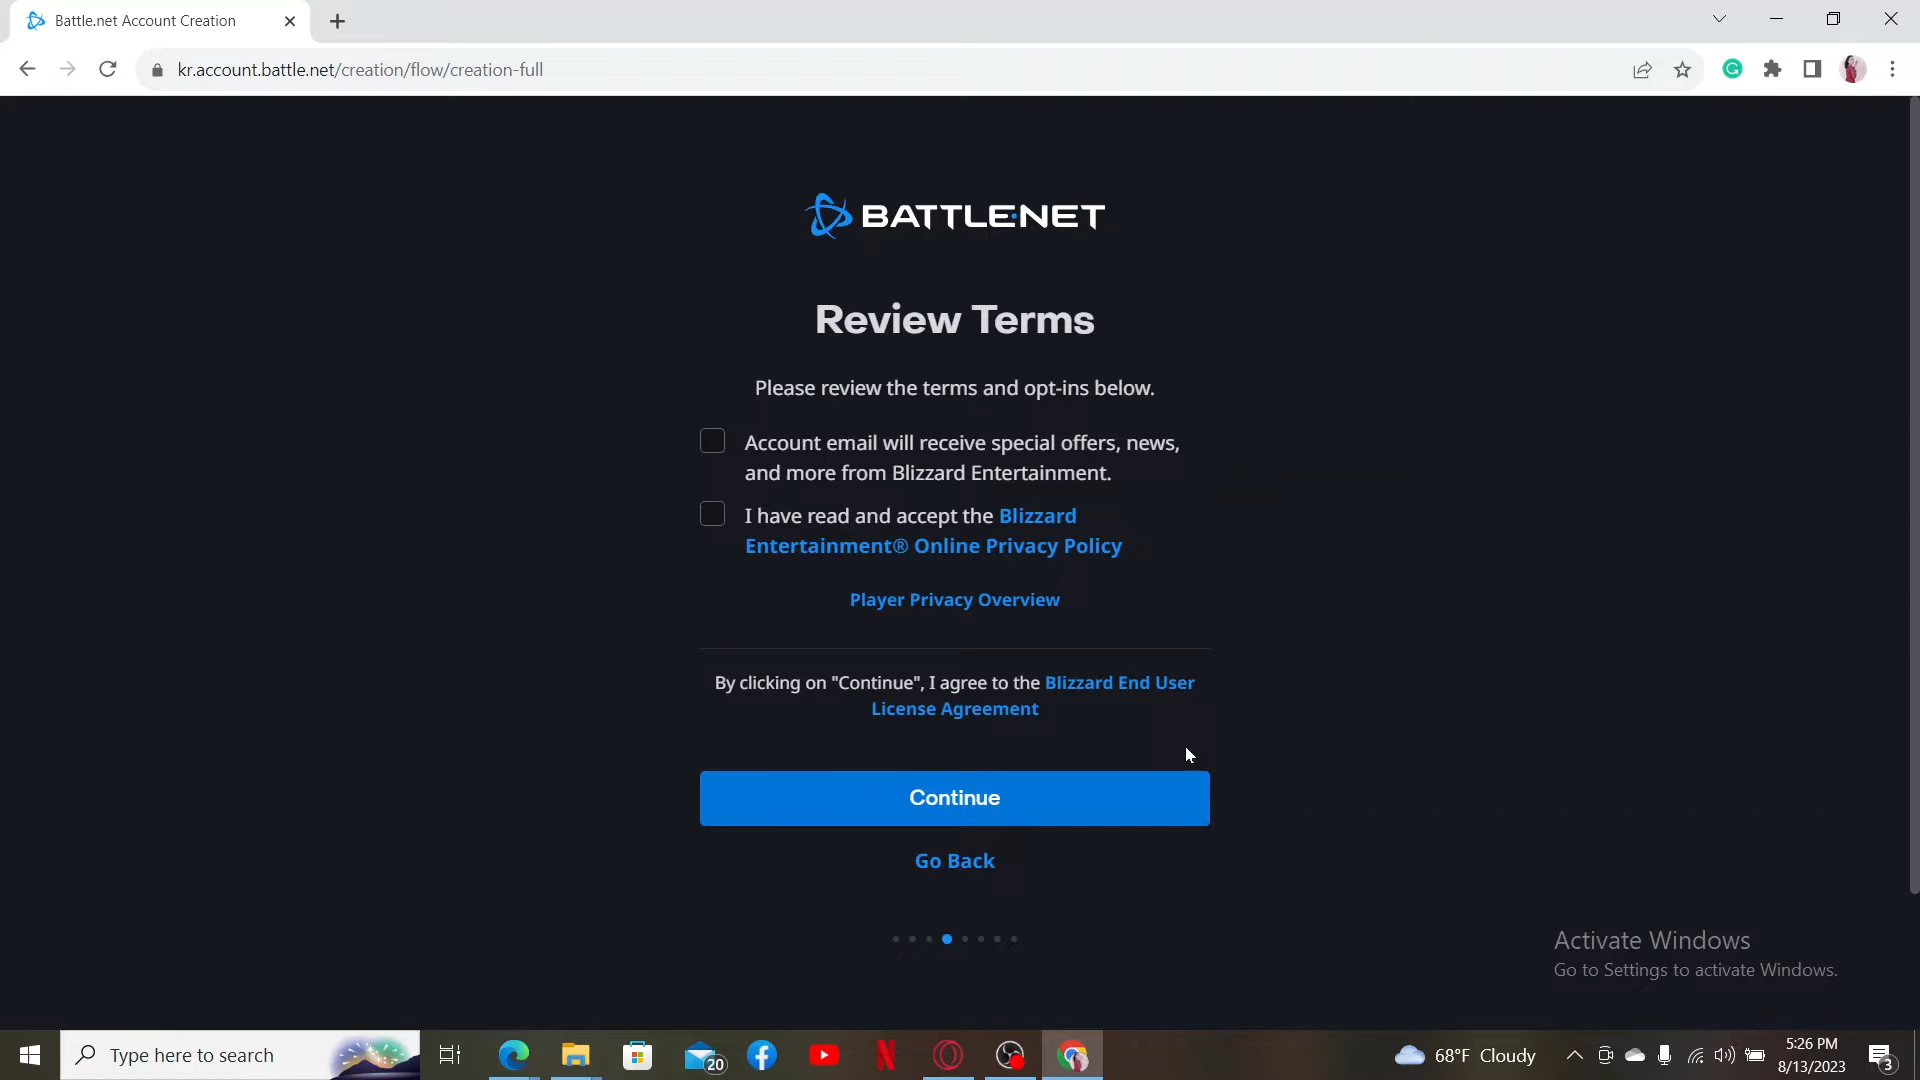 Battle.net Account Creation
kr.account.battle.net/creation/flow/creation-full
BATTLE.NET
Review Terms
Please review the terms and opt-ins below.
Account email will receive special offers, news,
and more from Blizzard Entertainment.
I have read and accept the Blizzard
Entertainment® Online Privacy Policy
Player Privacy Overview
By clicking on "Continue", I agree to the Blizzard End User
License Agreement
Continue
Go Back
Activate Windows
Go to Settings to activate Windows.
Type here to search
20
68°F Cloudy
5:26 PM
8/13/2023
3